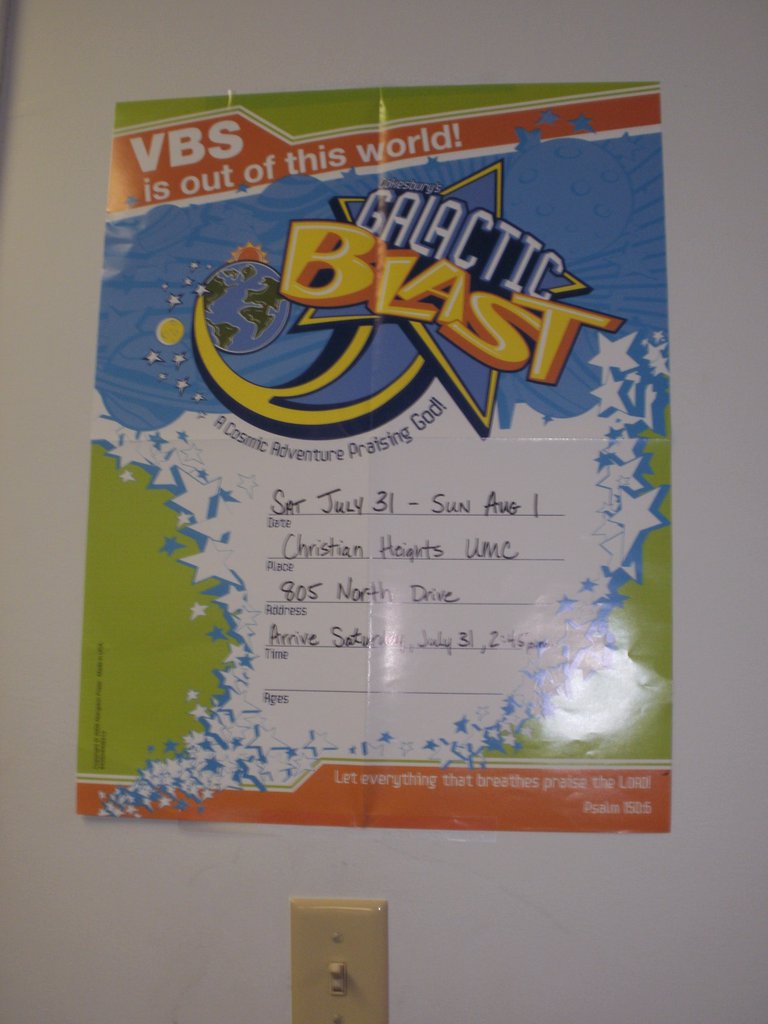 VBS
is out of this world!
Cokesbury's
GALACTIC
BLAST
A Cosmic Adventure Praising God!
SAT JULY 31 - SUN AUG 1
Date
Christian Heights UMC
Place
805 North Drive
Address
Arrive Saturday, July 31, 2:45pm
Time
Ages
Let everything that breathes praise the LORD!
Psalm 150:6